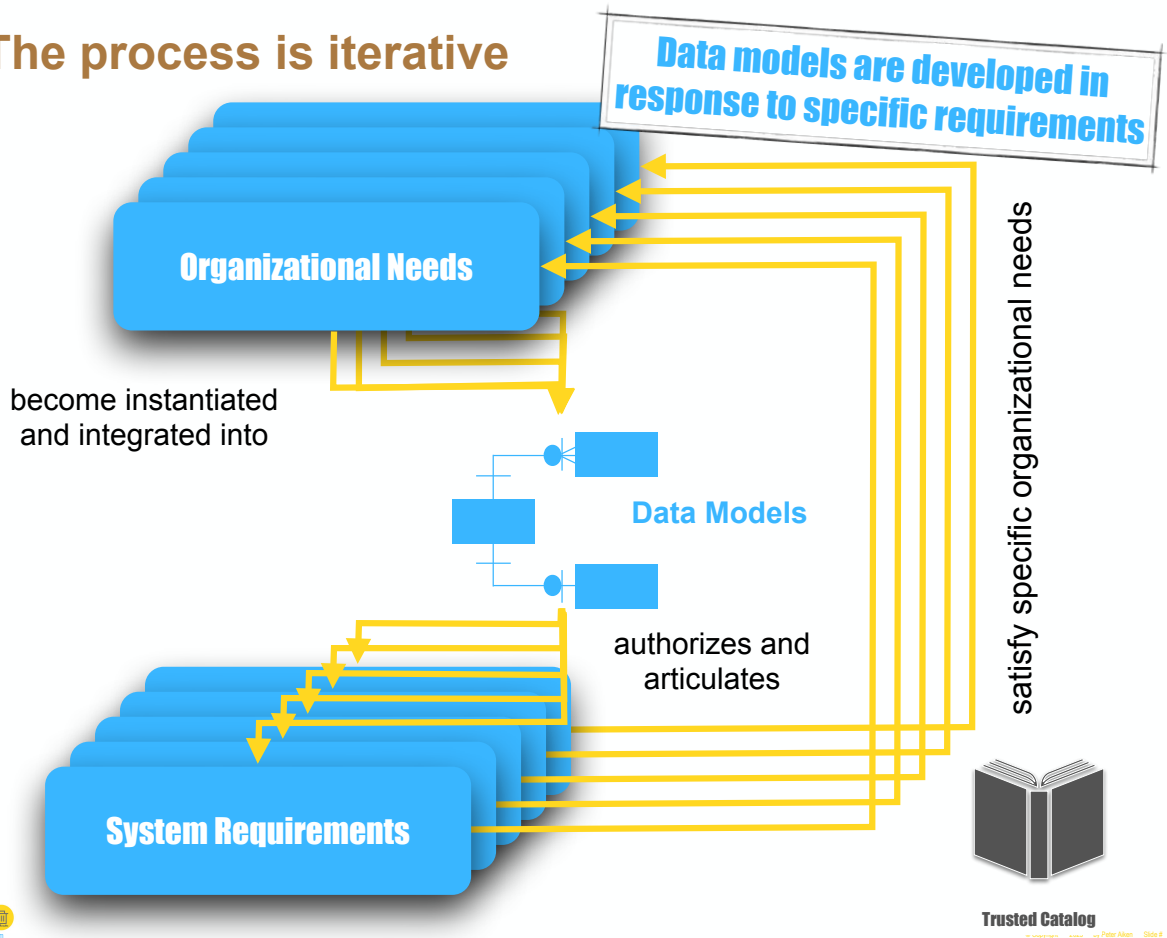 The process is iterative
Data models are developed in
response to specific requirements
Organizational Needs
become instantiated
and integrated into
Data Models
satisfy specific organizational needs
authorizes and
articulates
System Requirements
Trusted Catalog
Peter Aiken Slide #